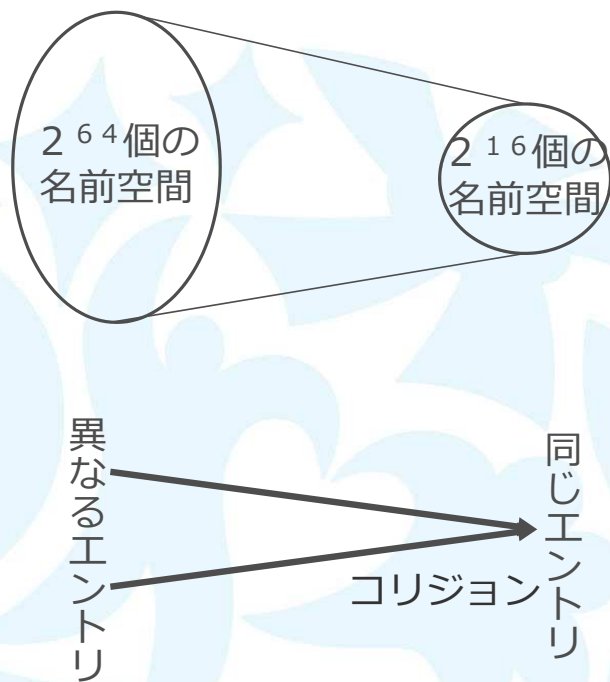 2⁶⁴個の
名前空間
2¹⁶個の
名前空間
異なるエントリ
同じエントリ
コリジョン